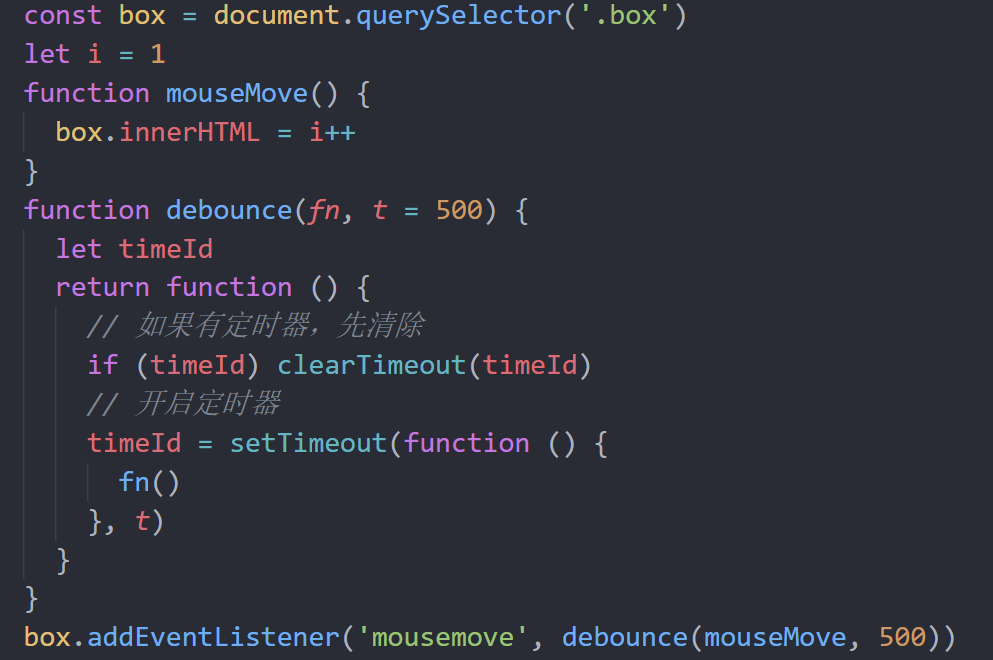 const box = document.querySelector('.box')
let i = 1
function mouseMove() {
  box.innerHTML = i++
}
function debounce(fn, t = 500) {
  let timeId
  return function () {
    // 如果有定时器，先清除
    if (timeId) clearTimeout(timeId)
    // 开启定时器
    timeId = setTimeout(function () {
      fn()
    }, t)
  }
}
box.addEventListener('mousemove', debounce(mouseMove, 500))